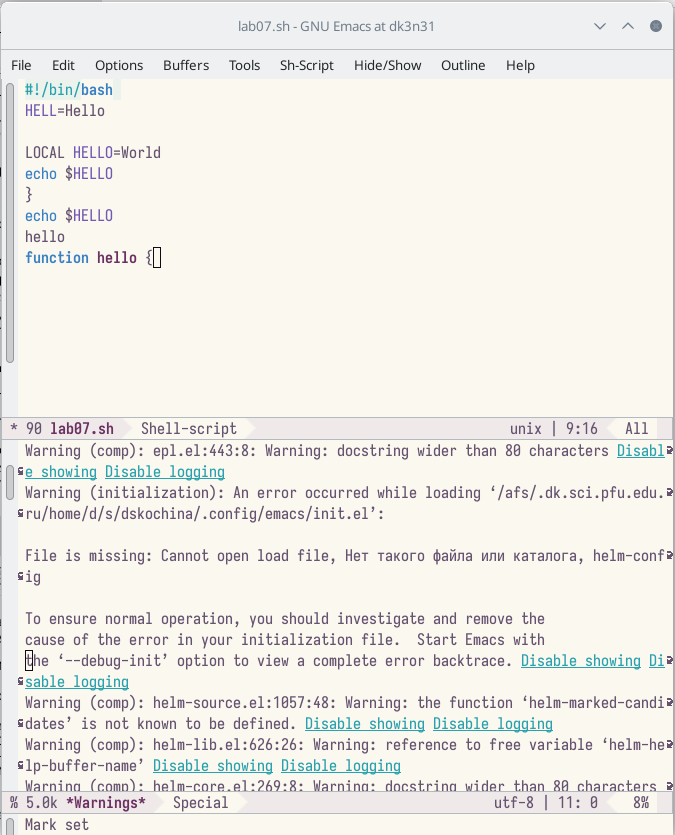 lab07.sh - GNU Emacs at dk3n31
File Edit Options Buffers Tools Sh-Script Hide/Show Outline Help
#!/bin/bash
HELL=Hello
LOCAL HELLO=World
echo $HELLO
}
echo $HELLO
hello
function hello {
* 90 lab07.sh Shell-script unix | 9:16 All
Warning (comp): epl.el:443:8: Warning: docstring wider than 80 characters Disabl
e showing Disable logging
Warning (initialization): An error occurred while loading ‘/afs/.dk.sci.pfu.edu.
ru/home/d/s/dskochina/.config/emacs/init.el’:
File is missing: Cannot open load file, Нет такого файла или каталога, helm-conf
ig
To ensure normal operation, you should investigate and remove the
cause of the error in your initialization file.  Start Emacs with
the ‘--debug-init’ option to view a complete error backtrace. Disable showing Di
sable logging
Warning (comp): helm-source.el:1057:48: Warning: the function ‘helm-marked-candi
dates’ is not known to be defined. Disable showing Disable logging
Warning (comp): helm-lib.el:626:26: Warning: reference to free variable ‘helm-he
lp-buffer-name’ Disable showing Disable logging
Warning (comp): helm-core.el:269:8: Warning: docstring wider than 80 characters
% 5.0k *Warnings* Special utf-8 | 11: 0 8%
Mark set